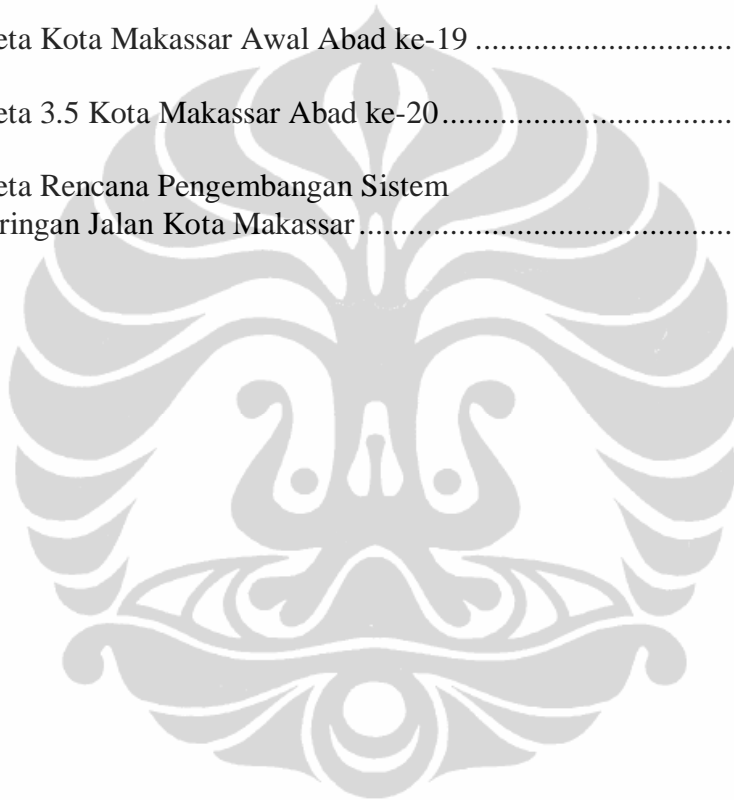 eta Kota Makassar Awal Abad ke-19 ................................
eta 3.5 Kota Makassar Abad ke-20....................................
eta Rencana Pengembangan Sistem
ringan Jalan Kota Makassar..............................................